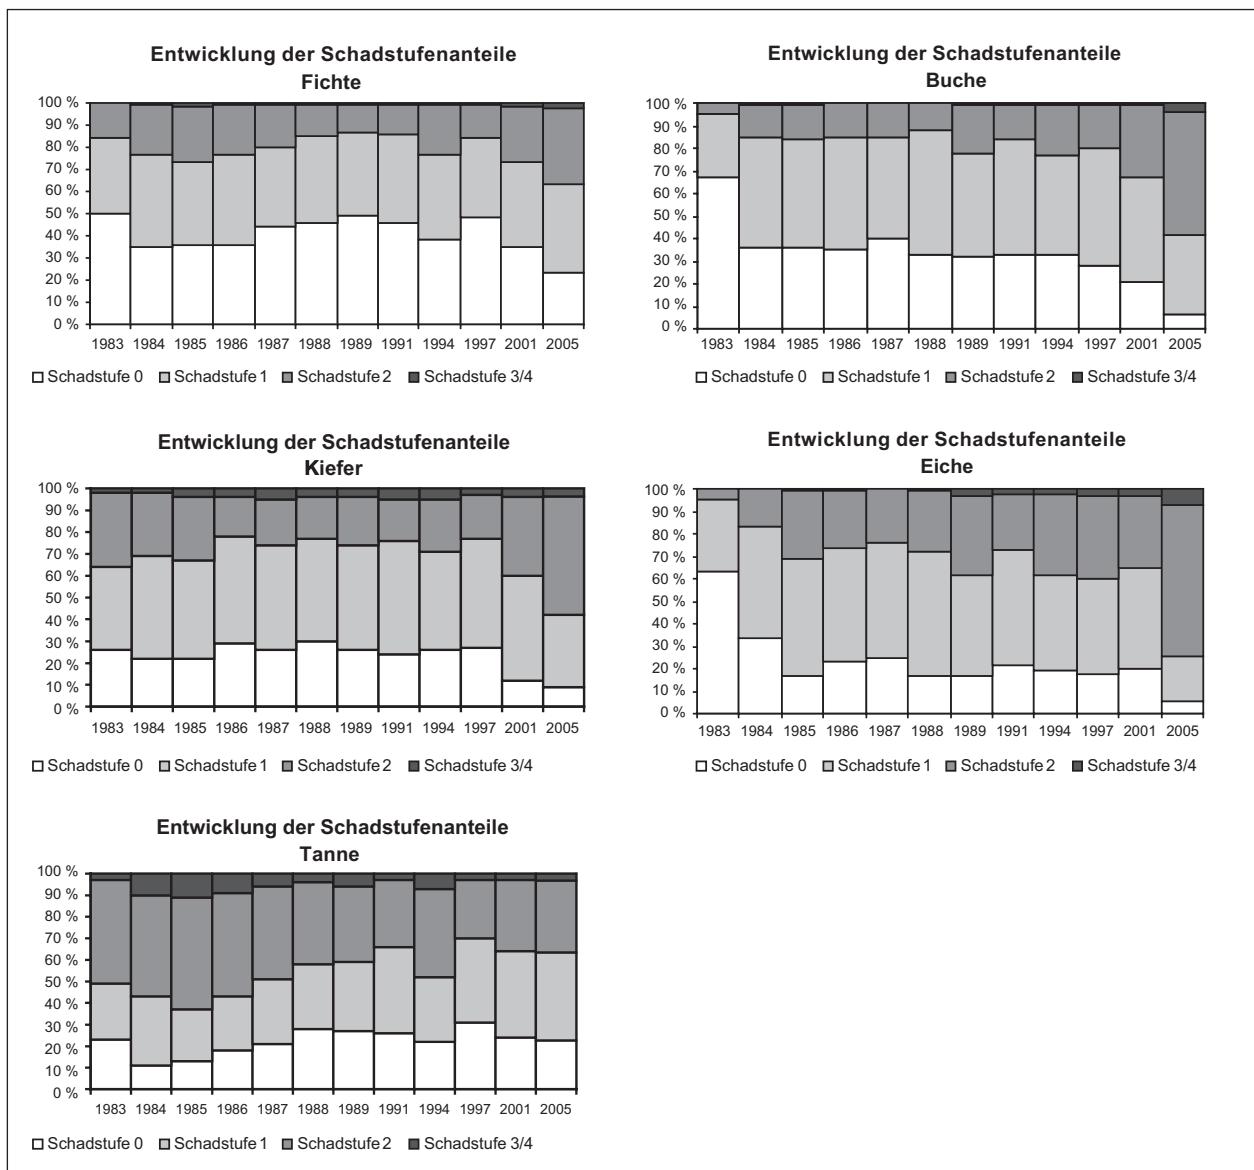 Entwicklung der Schadstufenanteile
Fichte
100 %
90 %
80 %
70 %
60 %
50 %
40 %
30 %
20 %
10 %
0 %
1983 1984 1985 1986 1987 1988 1989 1991 1994 1997 2001 2005
Schadstufe 0 Schadstufe 1 Schadstufe 2 Schadstufe 3/4
Entwicklung der Schadstufenanteile
Buche
100 %
90 %
80 %
70 %
60 %
50 %
40 %
30 %
20 %
10 %
0 %
1983 1984 1985 1986 1987 1988 1989 1991 1994 1997 2001 2005
Schadstufe 0 Schadstufe 1 Schadstufe 2 Schadstufe 3/4
Entwicklung der Schadstufenanteile
Kiefer
100 %
90 %
80 %
70 %
60 %
50 %
40 %
30 %
20 %
10 %
0 %
1983 1984 1985 1986 1987 1988 1989 1991 1994 1997 2001 2005
Schadstufe 0 Schadstufe 1 Schadstufe 2 Schadstufe 3/4
Entwicklung der Schadstufenanteile
Eiche
100 %
90 %
80 %
70 %
60 %
50 %
40 %
30 %
20 %
10 %
0 %
1983 1984 1985 1986 1987 1988 1989 1991 1994 1997 2001 2005
Schadstufe 0 Schadstufe 1 Schadstufe 2 Schadstufe 3/4
Entwicklung der Schadstufenanteile
Tanne
100 %
90 %
80 %
70 %
60 %
50 %
40 %
30 %
20 %
10 %
0 %
1983 1984 1985 1986 1987 1988 1989 1991 1994 1997 2001 2005
Schadstufe 0 Schadstufe 1 Schadstufe 2 Schadstufe 3/4